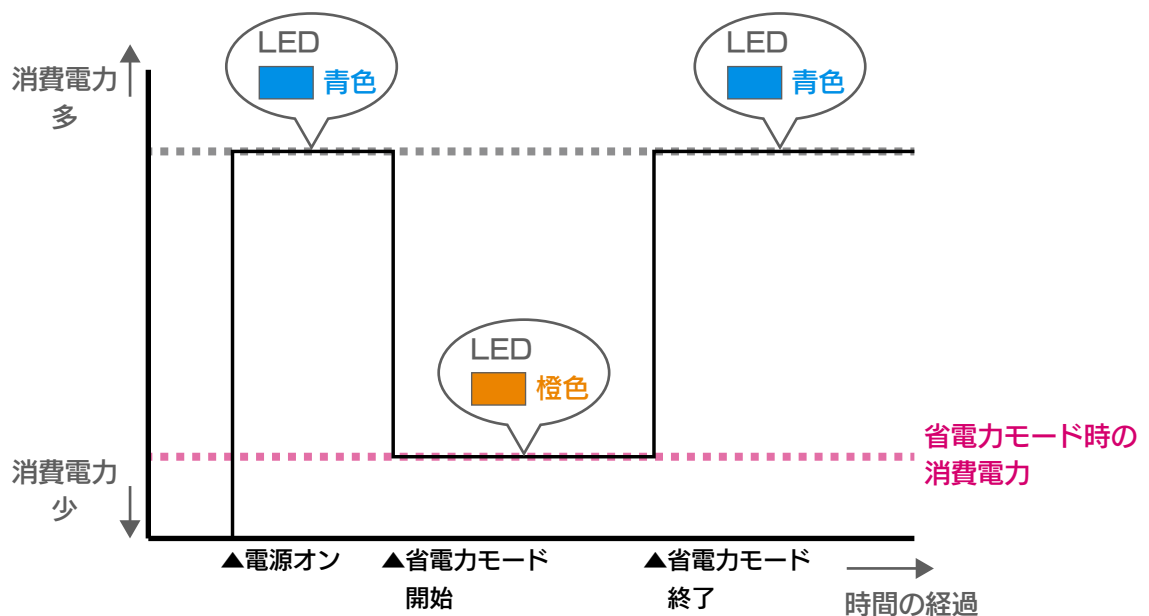 LED
青色
LED
青色
消費電力
多
LED
橙色
省電力モード時の
消費電力
消費電力
少
▲電源オン
▲省電力モード
開始
▲省電力モード
終了
時間の経過